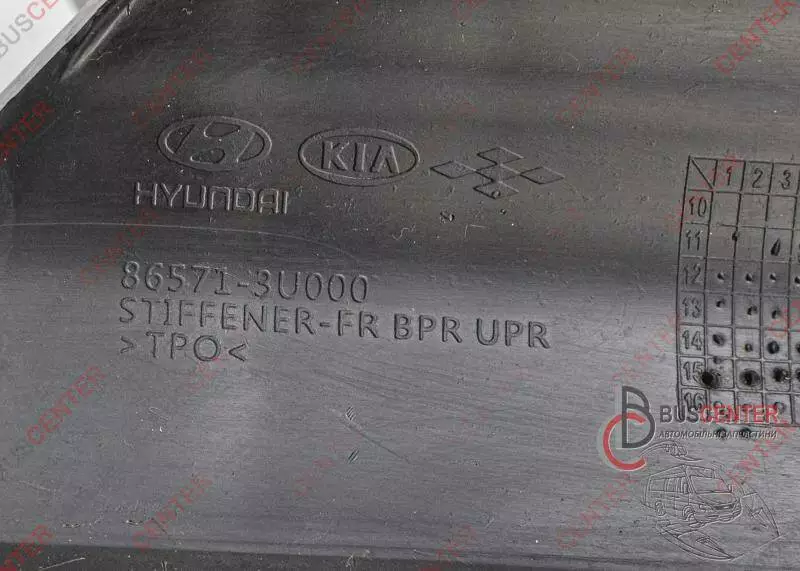 HYUNDAI
KIA
86571-3U000
STIFFENER-FR BPR UPR
>TPO<
1 2 3
10
11
12
13
14
15
16
BUSCENTER
АВТОМОБІЛЬНІ ЗАПЧАСТИНИ